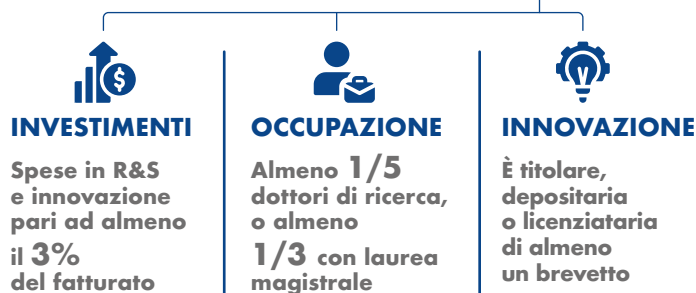 INVESTIMENTI
Spese in R&S
e innovazione
pari ad almeno
il 3%
del fatturato
OCCUPAZIONE
Almeno 1/5
dottori di ricerca,
o almeno
1/3 con laurea
magistrale
INNOVAZIONE
È titolare,
depositaria
o licenziataria
di almeno
un brevetto